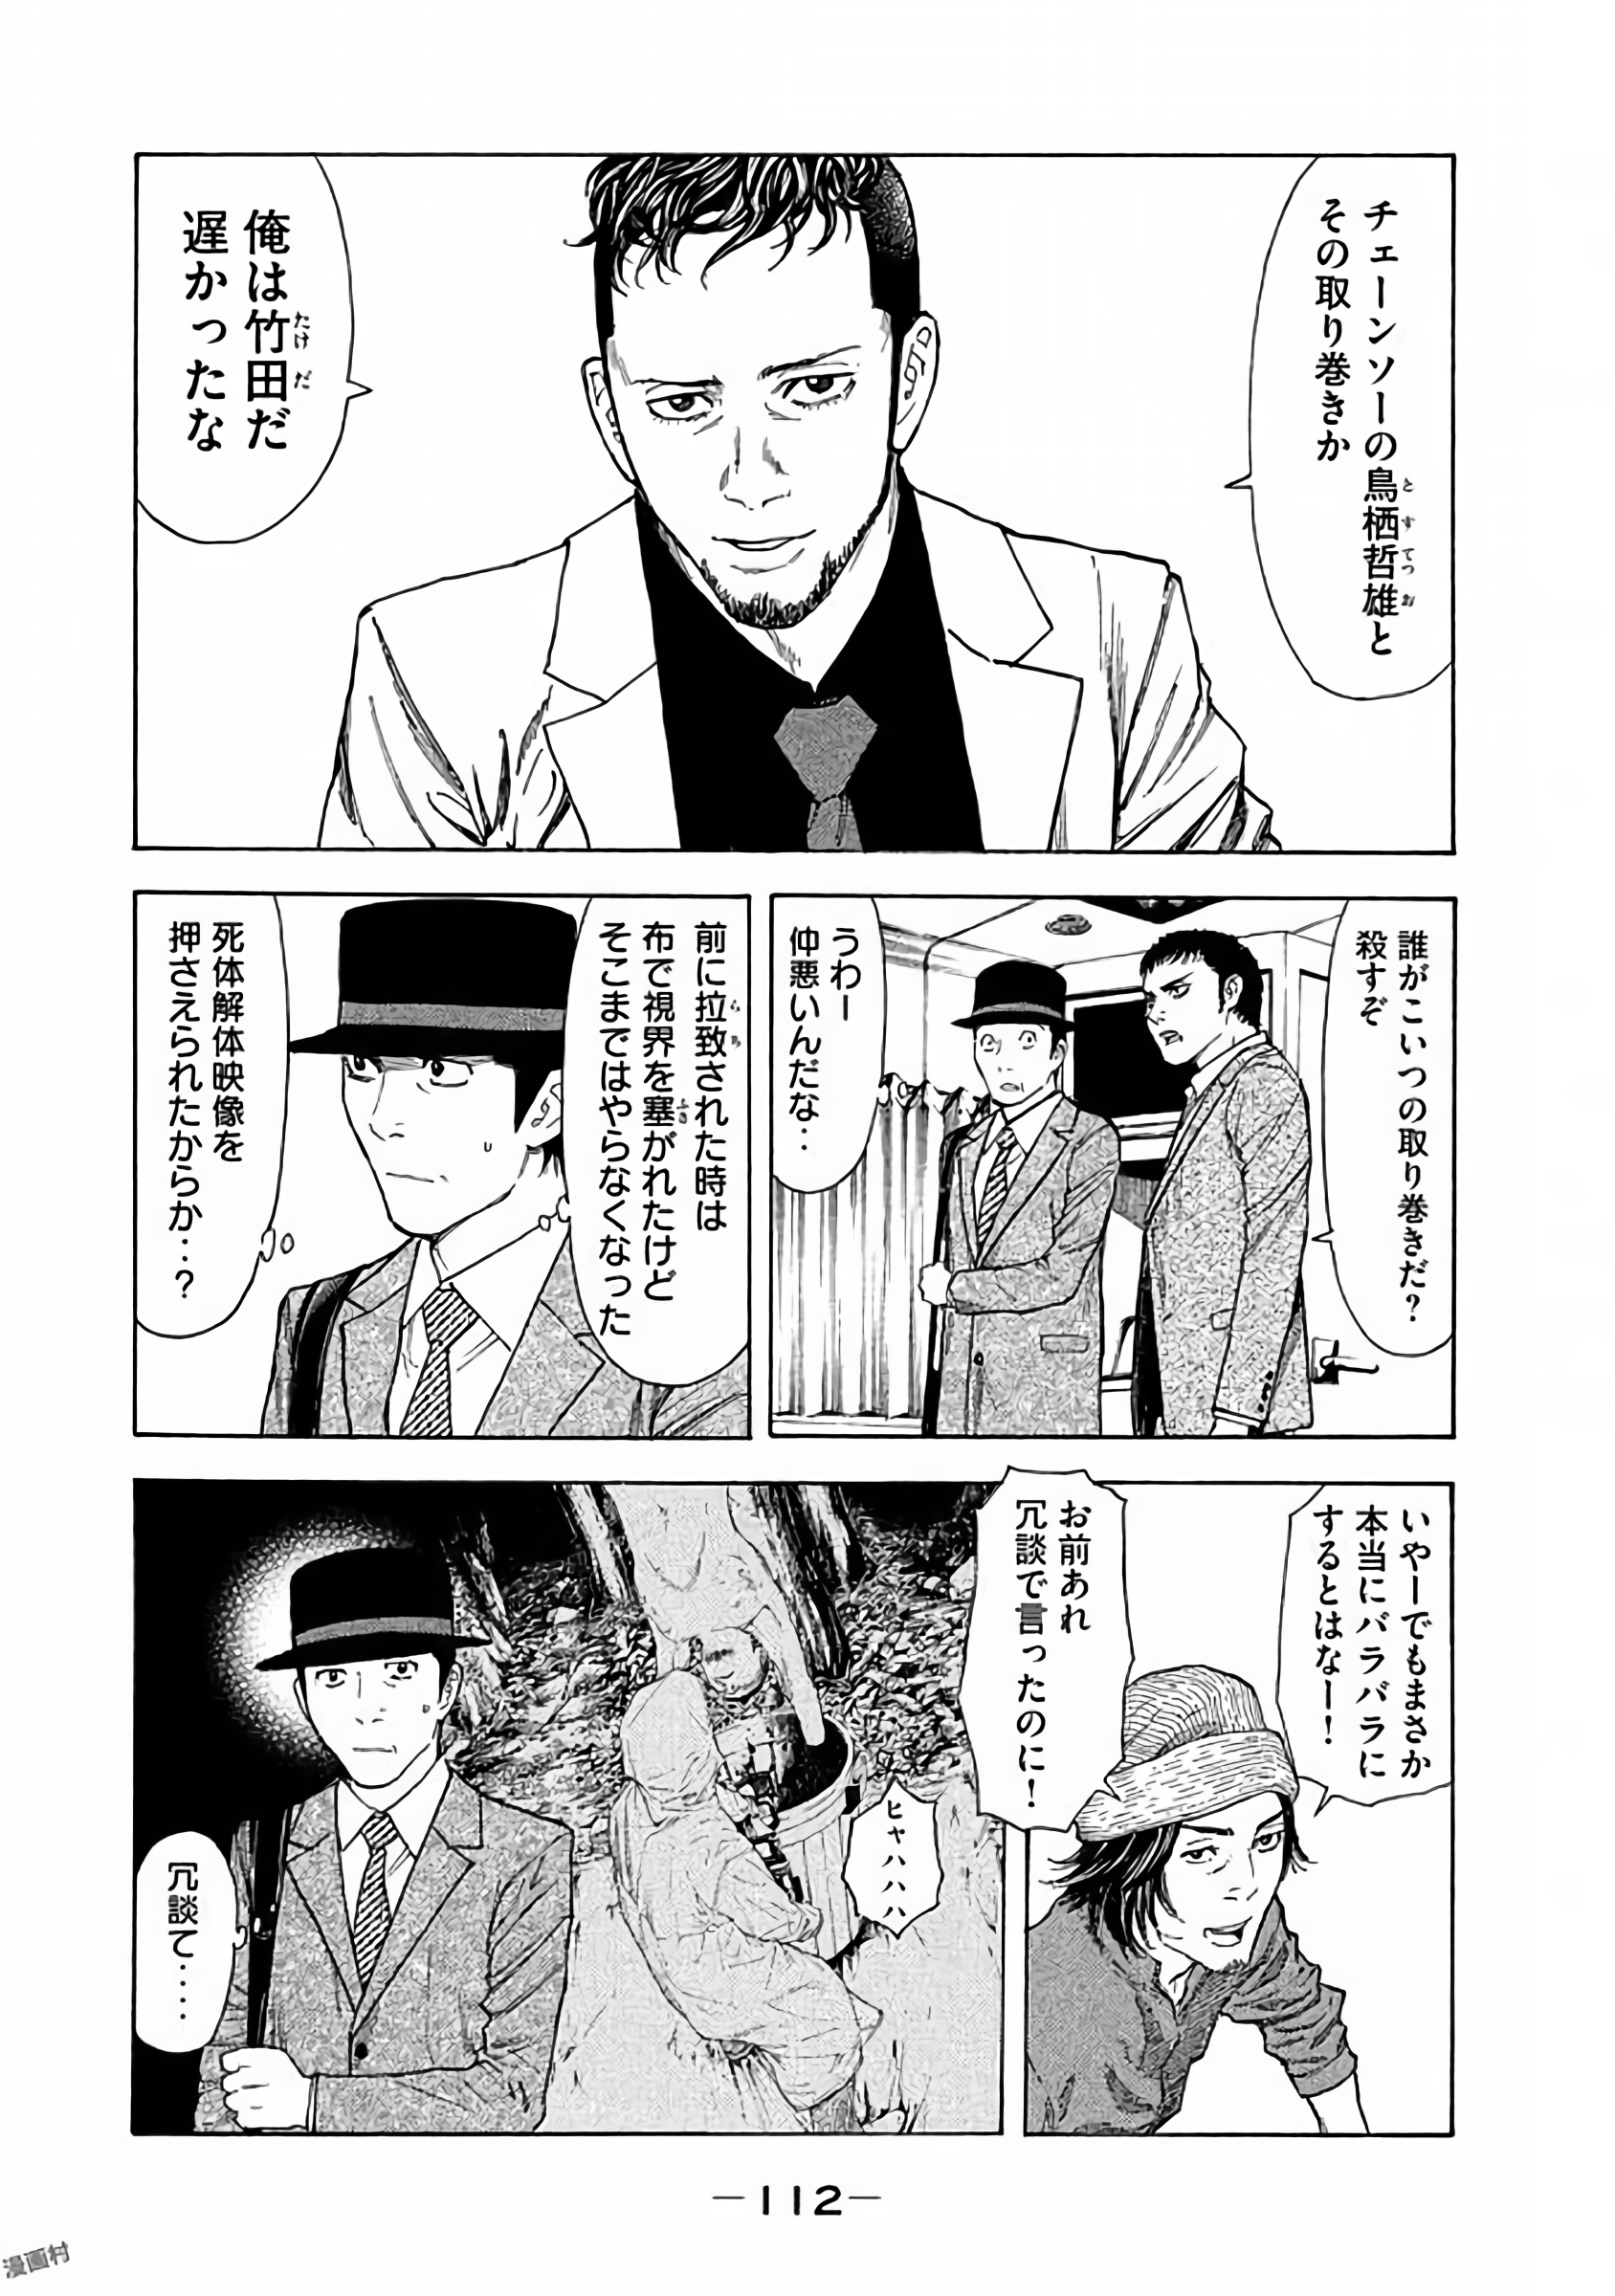 チェーンソーの鳥栖哲雄と
その取り巻きか
俺は竹田だ
遅かったな
誰がこいつの取り巻きだ？
殺すぞ
うわー
仲悪いんだな‥
前に拉致された時は
布で視界を塞がれたけど
そこまではやらなくなった
死体解体映像を
押さえられたからか‥？
いやーでもまさか
本当にバラバラに
するとはなー！
お前あれ
冗談で言ったのに！
ヒャハハハ
冗談て‥‥
—112—
漫画村